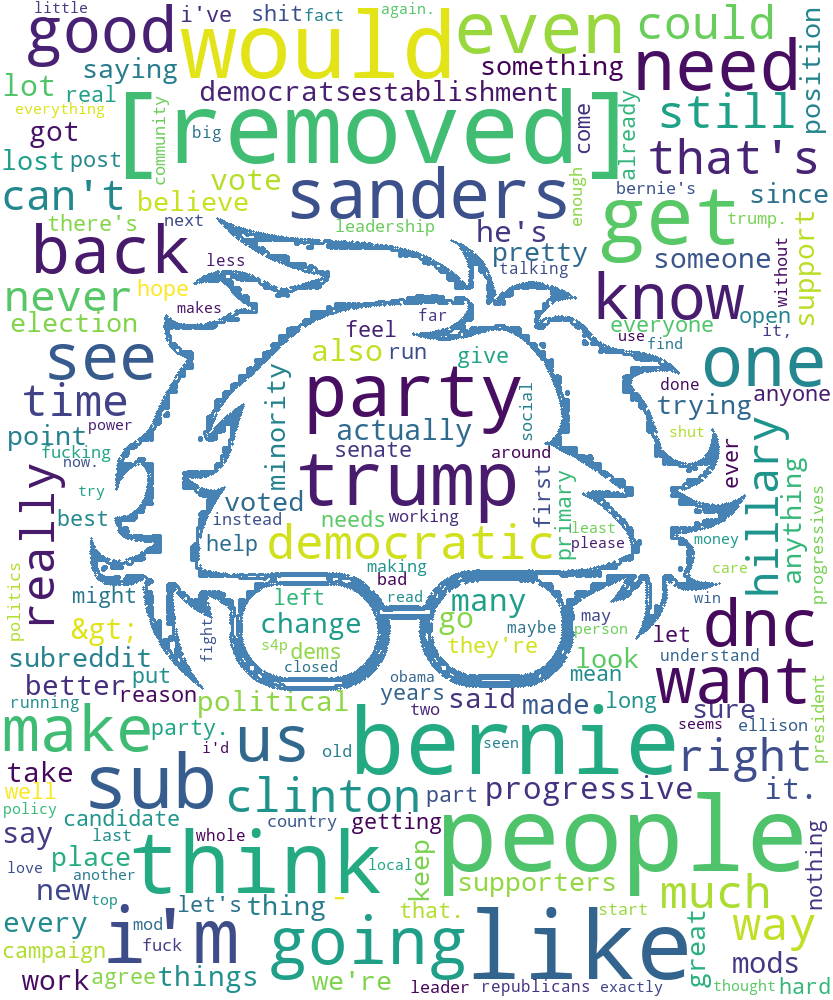 little again.
good i've shit fact would even could
saying something need position
lot real democrats establishment
everything [removed] still
got big community come already
lost post that's
can't vote sanders enough bernie's since
believe get
there's next leadership he's trump. support
back less pretty someone without
never hope talking know
election makes feel far everyone open it,
see also run give use find
time minority party social done trying one anyone
point power actually shut
fucking senate around ever hillary
now. really trump first primary anything
try voted
best instead needs working least progressives
help democratic please money
politics making care
might bad win
left read many may dnc
&gt; fight change go maybe person let
subreddit s4p dems they're look understand
better put closed obama mean want
reason years said made long
running political two sure president
make party. i'd us old bernie seen seems ellison
right
take sub clinton part progressive it.
well
policy candidate country getting
say last whole people nothing
place think local
love another keep supporters
new top let's thing - much
every i'm mod that. start way
campaign fuck going like great mods
work agree things we're leader republicans exactly thought hard